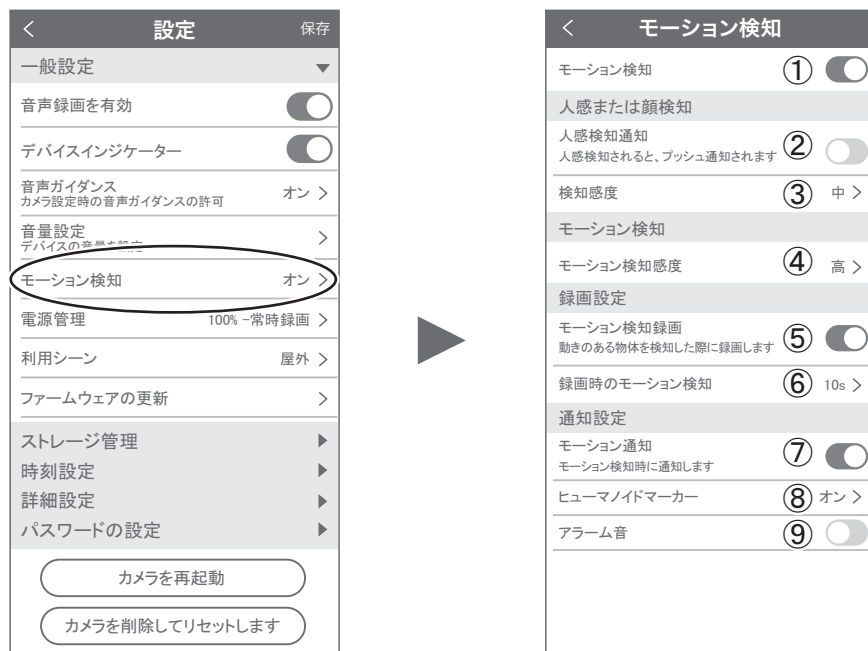 設定
保存
一般設定
音声録画を有効
デバイスインジケーター
音声ガイダンス
カメラ設定時の音声ガイダンスの許可
オン
音量設定
デバイスの音量を設定
モーション検知
オン
電源管理
100% −常時録画
利用シーン
屋外
ファームウェアの更新
ストレージ管理
時刻設定
詳細設定
パスワードの設定
カメラを再起動
カメラを削除してリセットします
モーション検知
モーション検知 ①
人感または顔検知
人感検知通知
人感検知されると、プッシュ通知されます ②
検知感度 ③ 中
モーション検知
モーション検知感度 ④ 高
録画設定
モーション検知録画
動きのある物体を検知した際に録画します ⑤
録画時のモーション検知 ⑥ 10s
通知設定
モーション通知
モーション検知時に通知します ⑦
ヒューマノイドマーカー ⑧ オン
アラーム音 ⑨